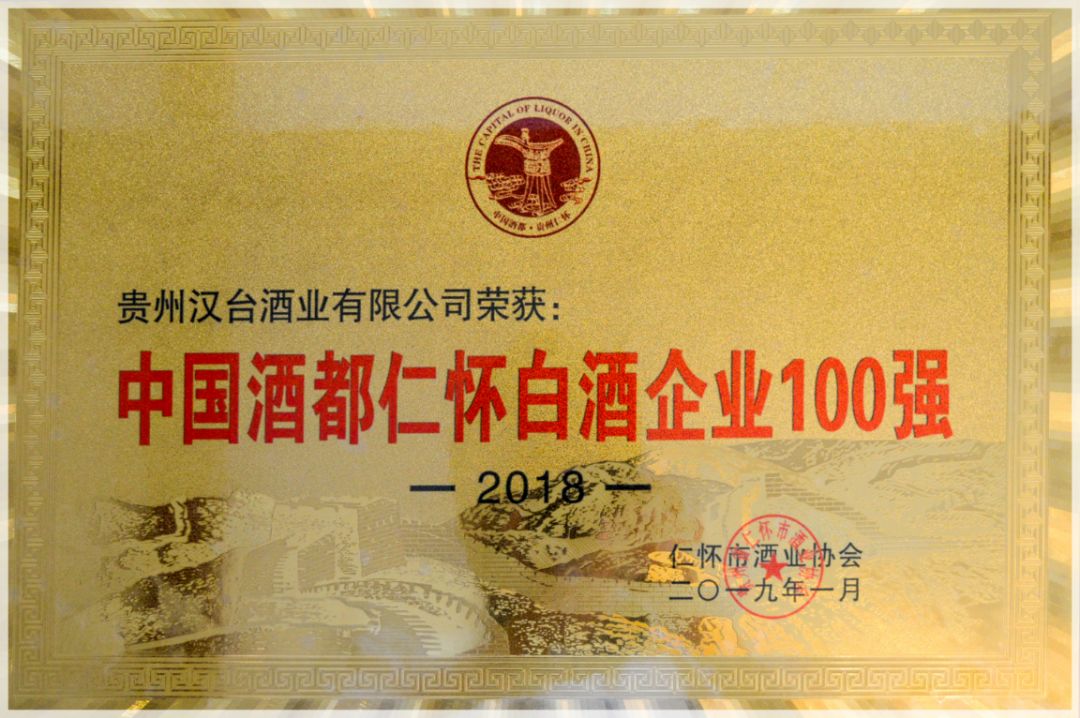 THE CAPITAL OF LIQUOR IN CHINA
中国酒都·贵州仁怀
贵州汉台酒业有限公司荣获：
中国酒都仁怀白酒企业100强
— 2018 —
仁怀市酒业协会
二〇一九年一月